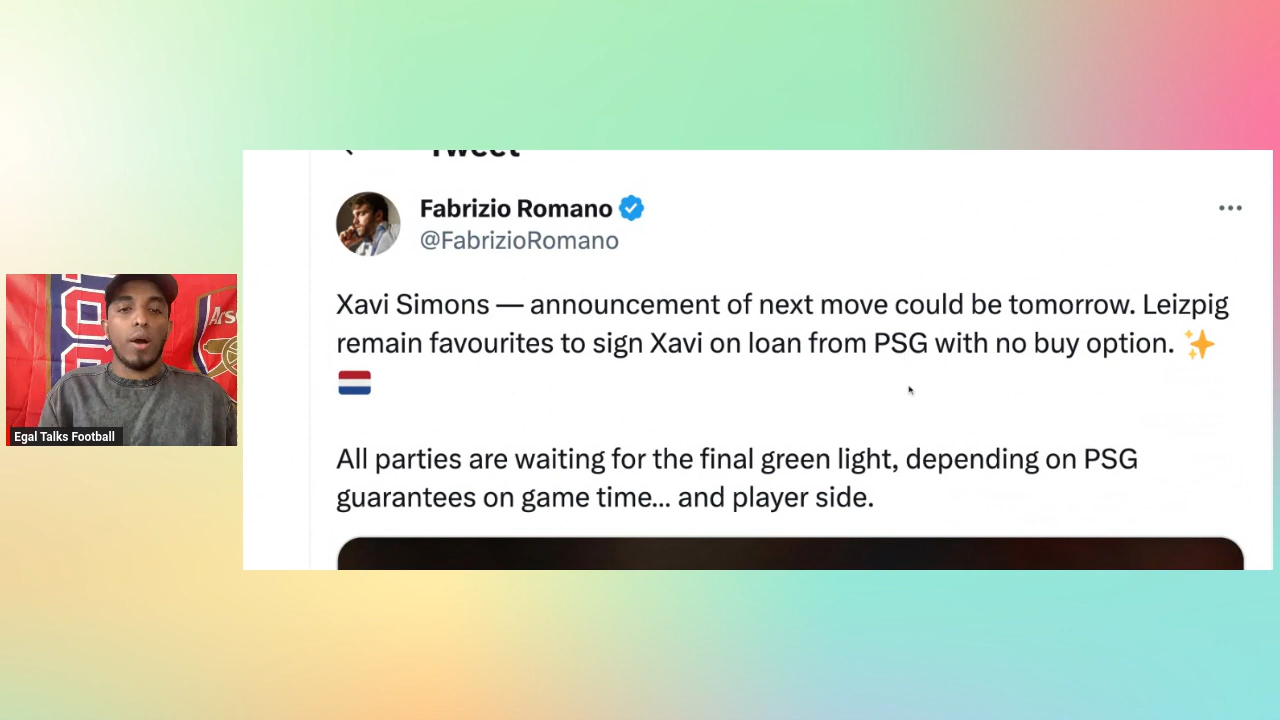 Tweet
Fabrizio Romano
@FabrizioRomano
Xavi Simons — announcement of next move could be tomorrow. Leizpig
remain favourites to sign Xavi on loan from PSG with no buy option. ✨
🇳🇱
All parties are waiting for the final green light, depending on PSG
guarantees on game time... and player side.
Arse
Egal Talks Football